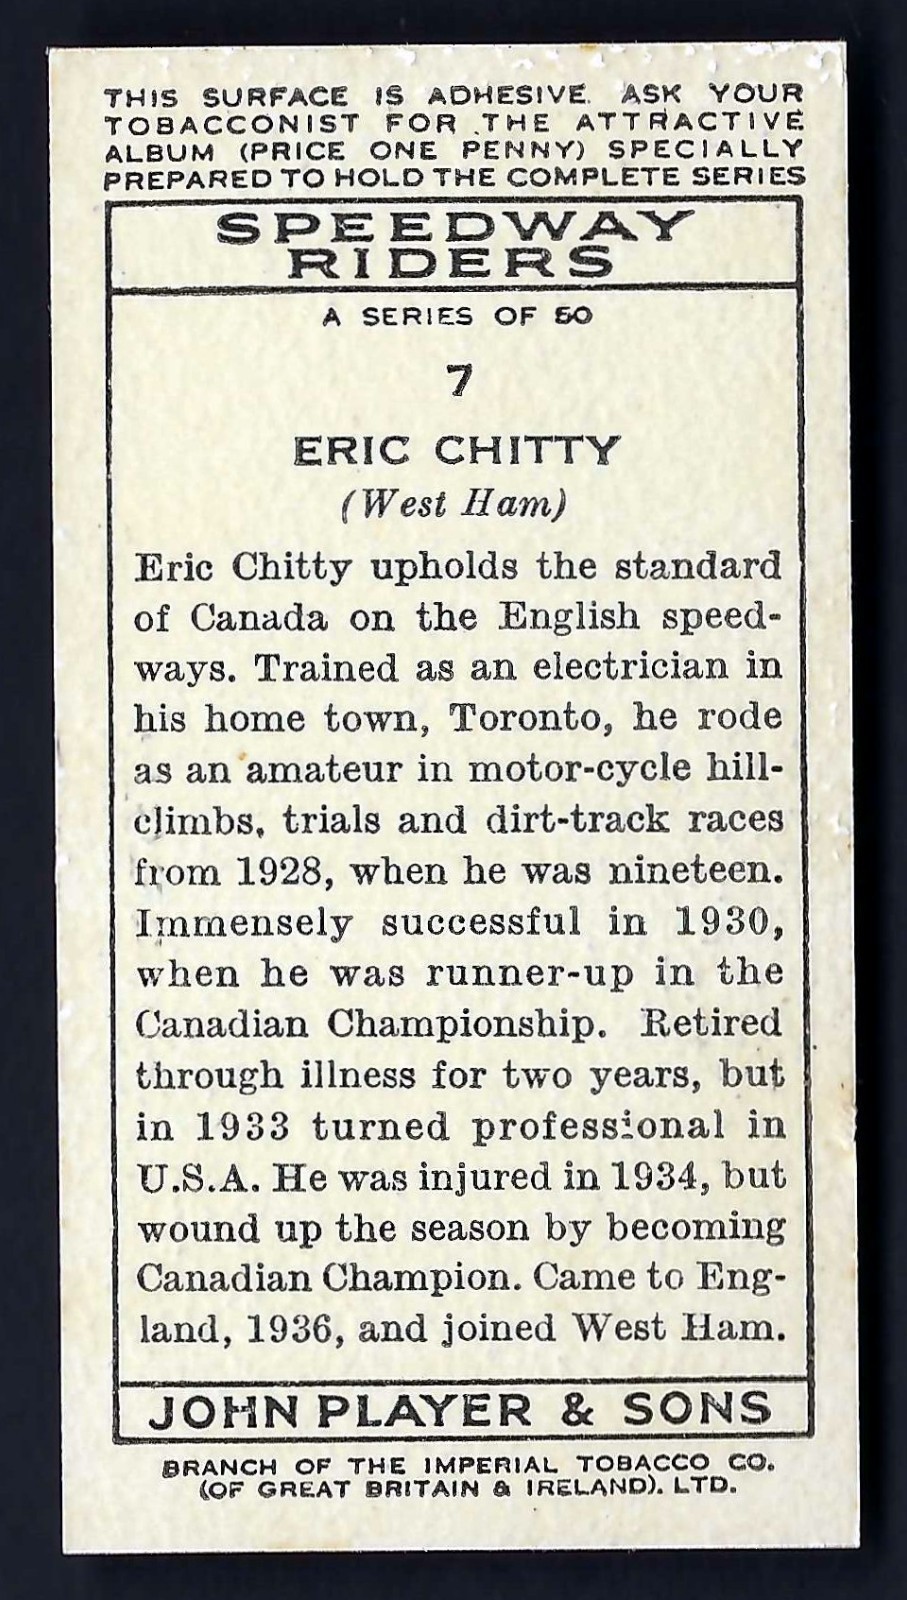 THIS SURFACE IS ADHESIVE. ASK YOUR
TOBACCONIST FOR THE ATTRACTIVE
ALBUM (PRICE ONE PENNY) SPECIALLY
PREPARED TO HOLD THE COMPLETE SERIES
SPEEDWAY
RIDERS
A SERIES OF 50
7
ERIC CHITTY
(West Ham)
Eric Chitty upholds the standard
of Canada on the English speed-
ways. Trained as an electrician in
his home town, Toronto, he rode
as an amateur in motor-cycle hill-
climbs, trials and dirt-track races
from 1928, when he was nineteen.
Immensely successful in 1930,
when he was runner-up in the
Canadian Championship. Retired
through illness for two years, but
in 1933 turned professional in
U.S.A. He was injured in 1934, but
wound up the season by becoming
Canadian Champion. Came to Eng-
land, 1936, and joined West Ham.
JOHN PLAYER & SONS
BRANCH OF THE IMPERIAL TOBACCO CO.
(OF GREAT BRITAIN & IRELAND). LTD.